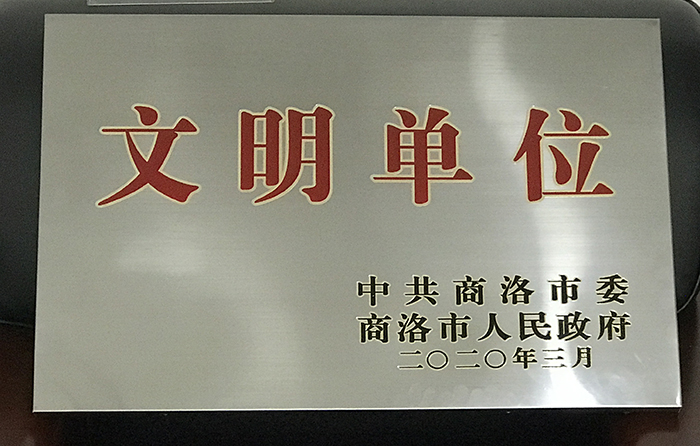 文明单位
中共商洛市委
商洛市人民政府
二〇二〇年三月